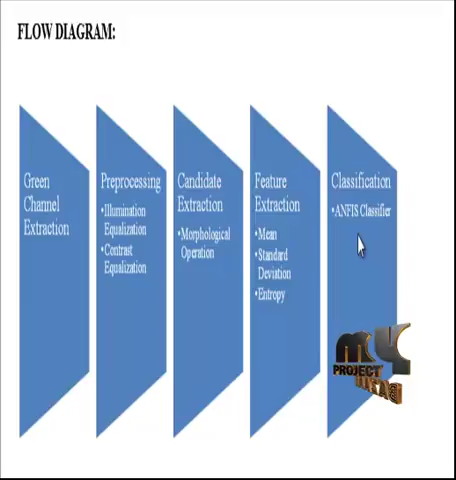 FLOW DIAGRAM:
Green
Channel
Extraction
Preprocessing
•Illumination
Equalization
•Contrast
Equalization
Candidate
Extraction
•Morphological
Operation
Feature
Extraction
•Mean
•Standard
Deviation
•Entropy
Classification
•ANFIS Classifier
MY
PROJECT